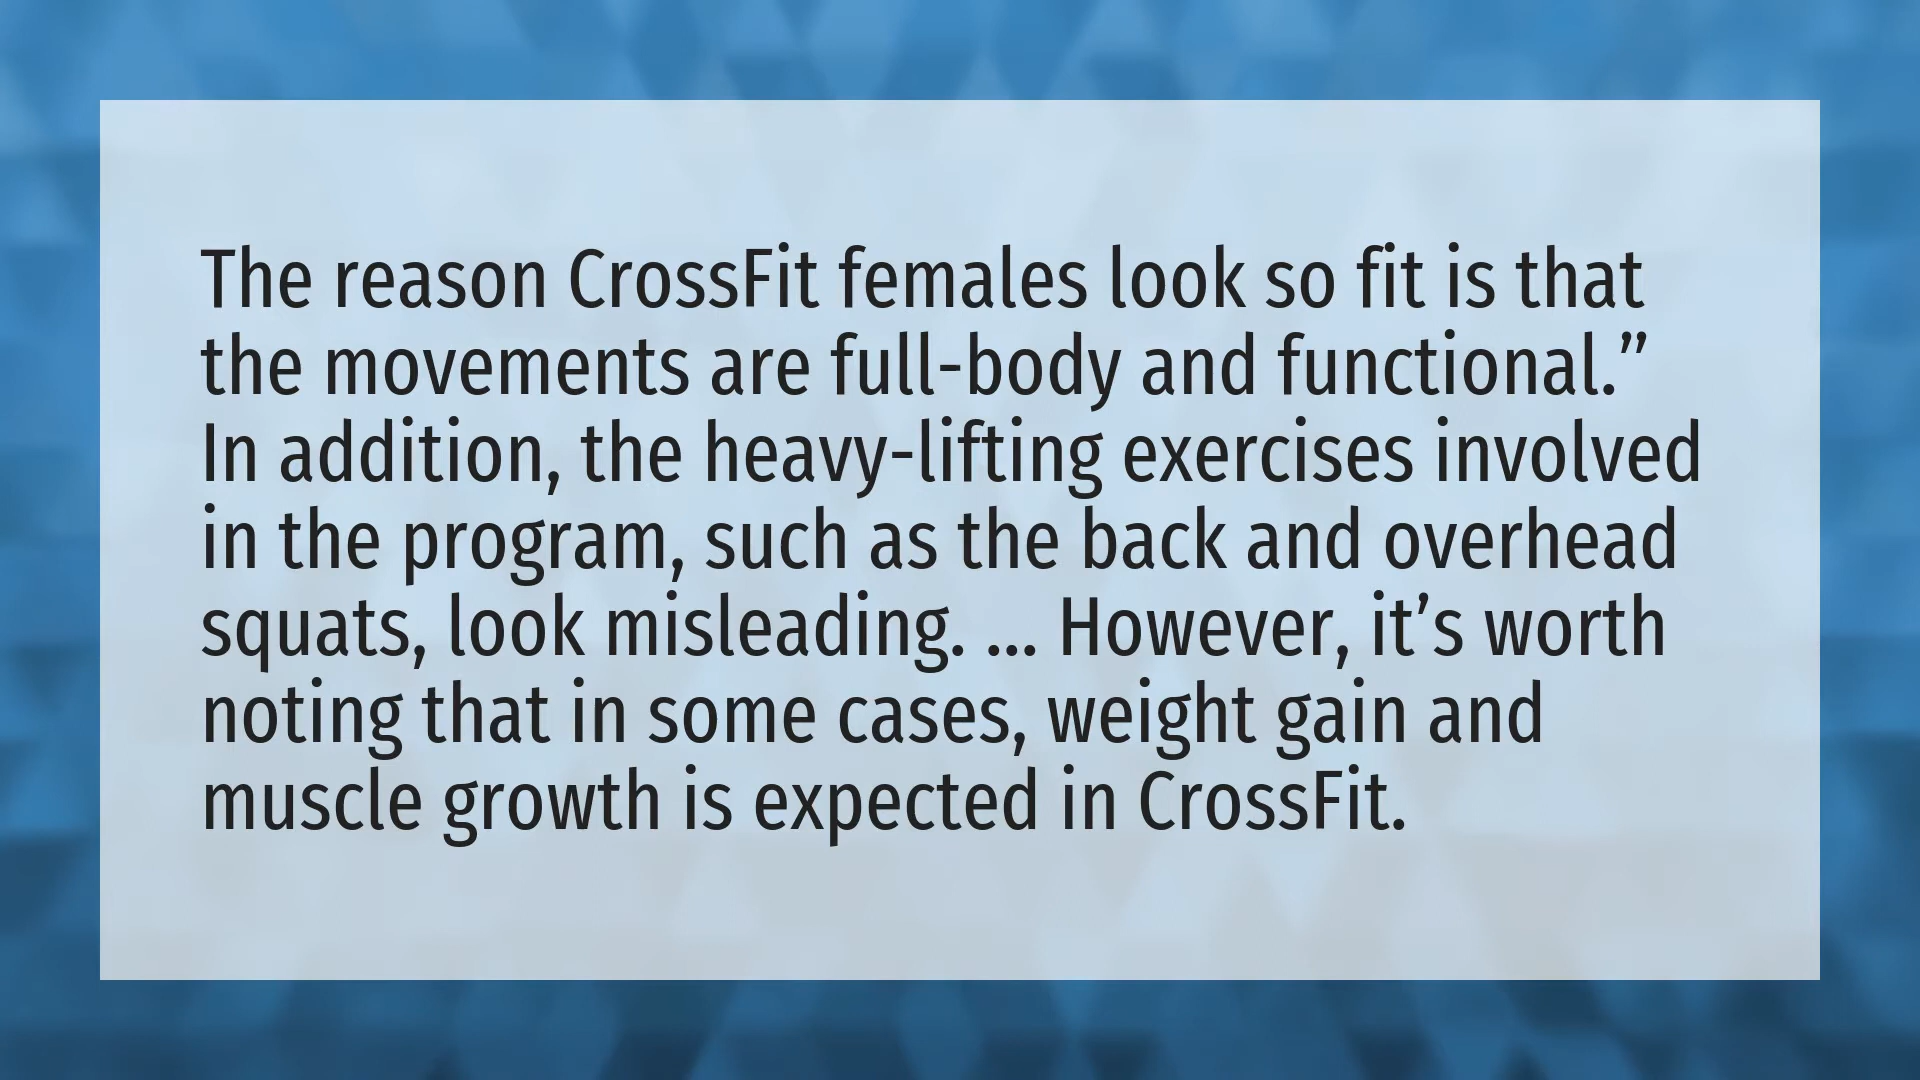 The reason CrossFit females look so fit is that
the movements are full-body and functional.”
In addition, the heavy-lifting exercises involved
in the program, such as the back and overhead
squats, look misleading. ... However, it’s worth
noting that in some cases, weight gain and
muscle growth is expected in CrossFit.